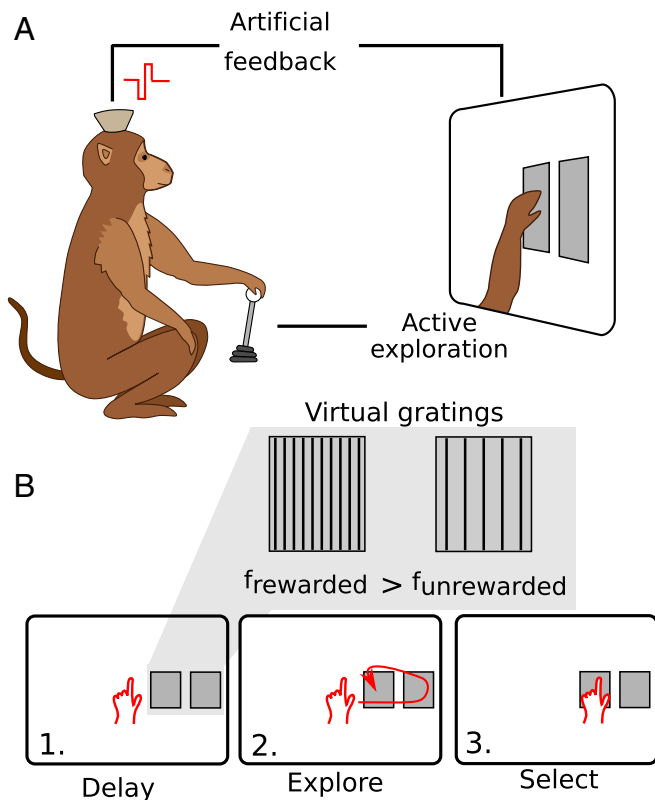 A
Artificial
feedback
Active
exploration
Virtual gratings
B
frewarded > funrewarded
1.
2.
3.
Delay
Explore
Select